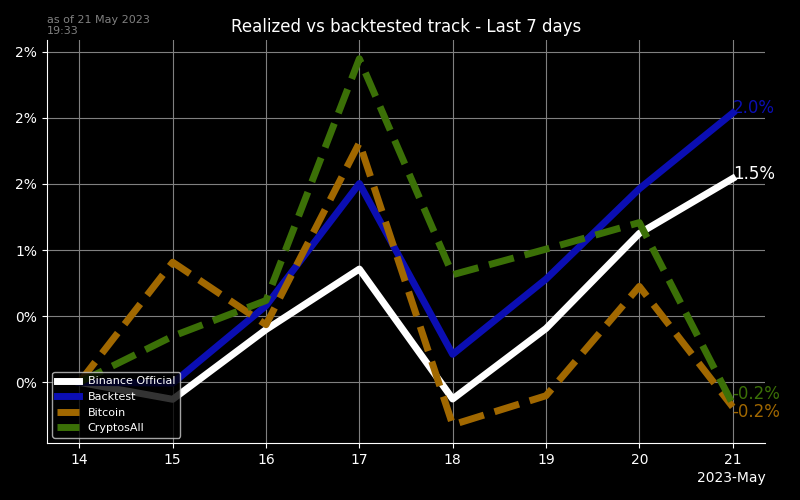 as of 21 May 2023
19:33
Realized vs backtested track - Last 7 days
2%
2%
2%
1%
0%
0%
2.0%
1.5%
-0.2%
-0.2%
Binance Official
Backtest
Bitcoin
CryptosAll
14 15 16 17 18 19 20 21
2023-May